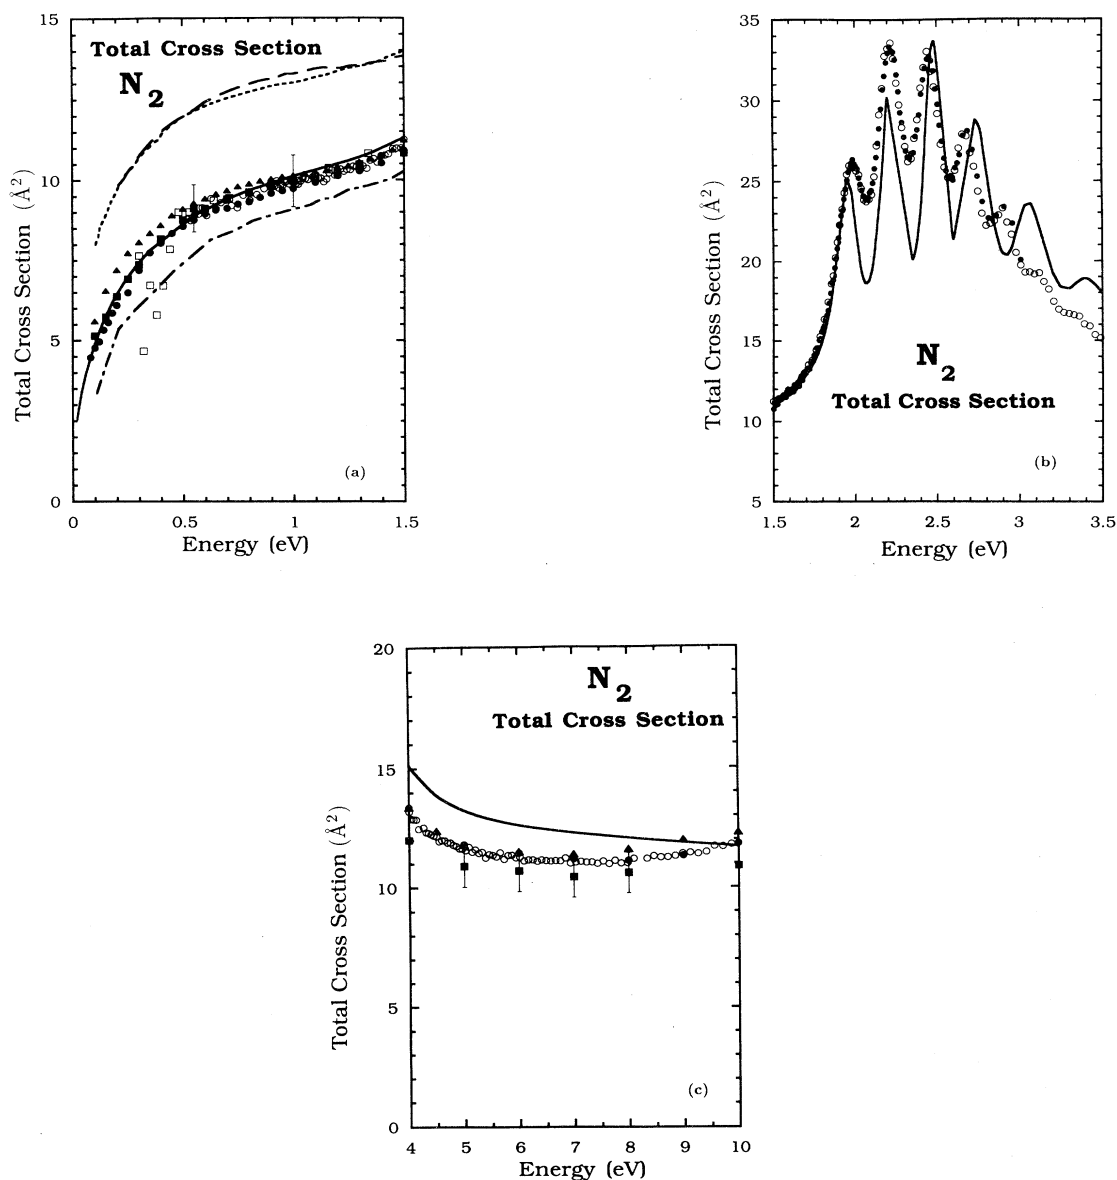 15
10
5
0
Total Cross Section (Å²)
Total Cross Section
N₂
(a)
0 0.5 1 1.5
Energy (eV)
35
30
25
20
15
10
5
Total Cross Section (Å²)
N₂
Total Cross Section
(b)
1.5 2 2.5 3 3.5
Energy (eV)
20
15
10
5
0
Total Cross Section (Å²)
N₂
Total Cross Section
(c)
4 5 6 7 8 9 10
Energy (eV)